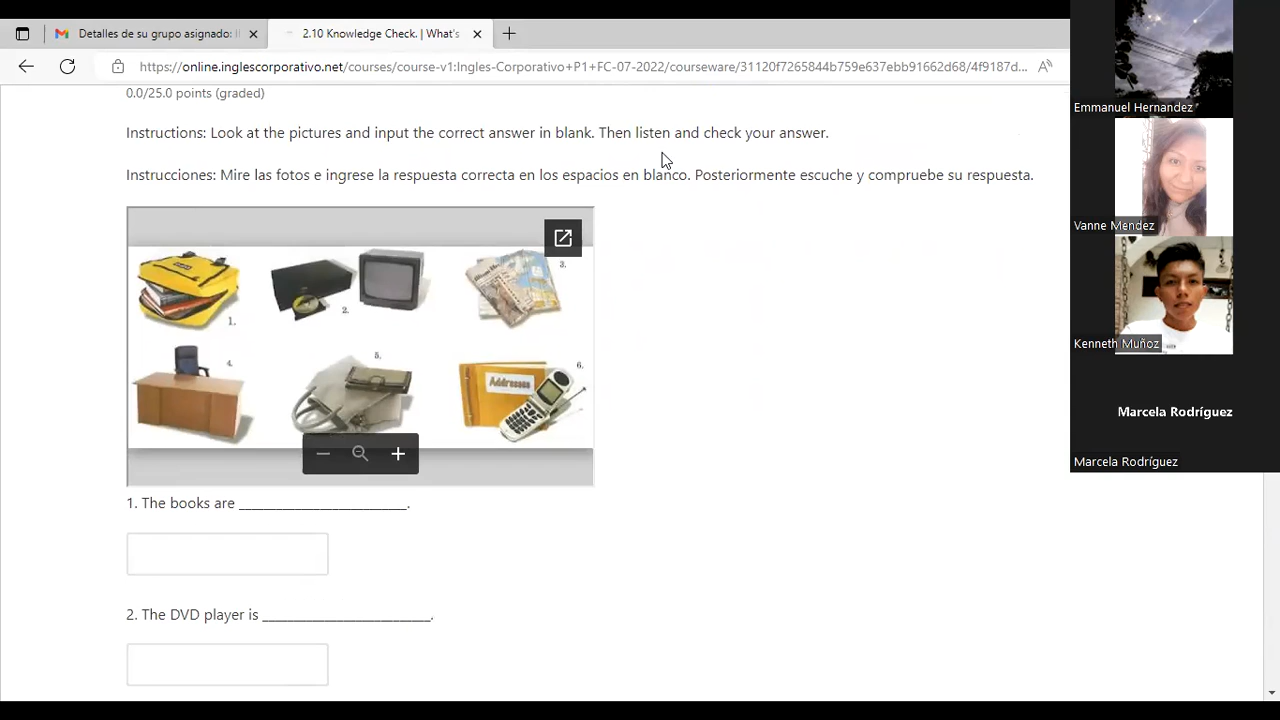 Detalles de su grupo asignado: I
2.10 Knowledge Check. | What's
https://online.inglescorporativo.net/courses/course-v1:Ingles-Corporativo+P1+FC-07-2022/courseware/31120f7265844b759e637ebb91662d68/4f9187d...
0.0/25.0 points (graded)
Instructions: Look at the pictures and input the correct answer in blank. Then listen and check your answer.
Instrucciones: Mire las fotos e ingrese la respuesta correcta en los espacios en blanco. Posteriormente escuche y compruebe su respuesta.
1.
2.
3.
4.
5.
6.
Addresses
1. The books are _________________________.
2. The DVD player is _________________________.
Emmanuel Hernandez
Vanne Mendez
Kenneth Muñoz
Marcela Rodríguez
Marcela Rodríguez